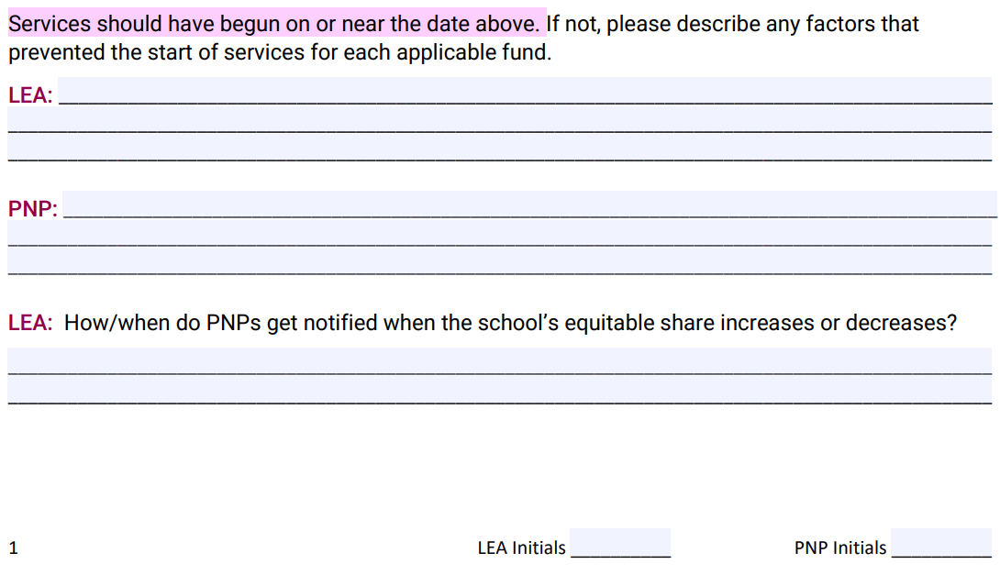 Services should have begun on or near the date above. If not, please describe any factors that
prevented the start of services for each applicable fund.
LEA:
PNP:
LEA: How/when do PNPs get notified when the school’s equitable share increases or decreases?
1 LEA Initials PNP Initials